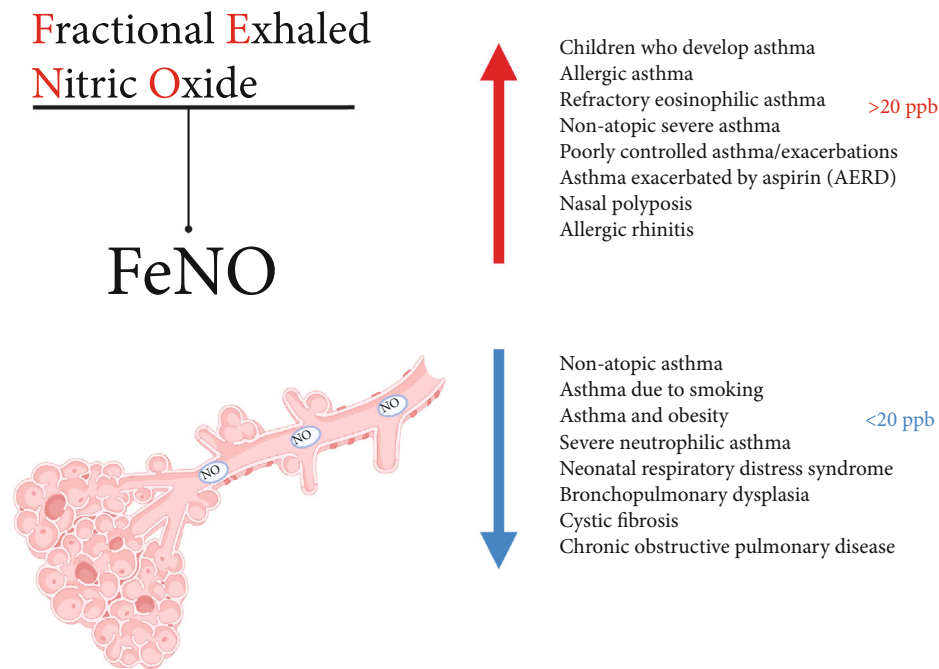 Fractional Exhaled
Nitric Oxide
FeNO
Children who develop asthma
Allergic asthma
Refractory eosinophilic asthma
>20 ppb
Non-atopic severe asthma
Poorly controlled asthma/exacerbations
Asthma exacerbated by aspirin (AERD)
Nasal polyposis
Allergic rhinitis
Non-atopic asthma
Asthma due to smoking
Asthma and obesity
<20 ppb
Severe neutrophilic asthma
Neonatal respiratory distress syndrome
Bronchopulmonary dysplasia
Cystic fibrosis
Chronic obstructive pulmonary disease
NO
NO
NO